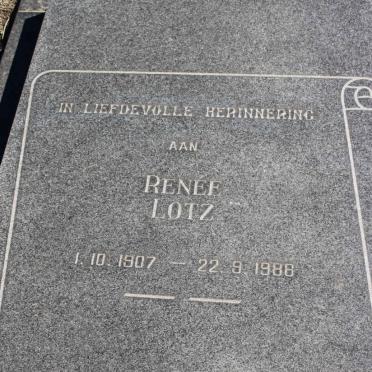 IN LIEFDEVOLLE HERINNERING
AAN
RENÉE
LOTZ
1.10.1907 — 22.9.1988